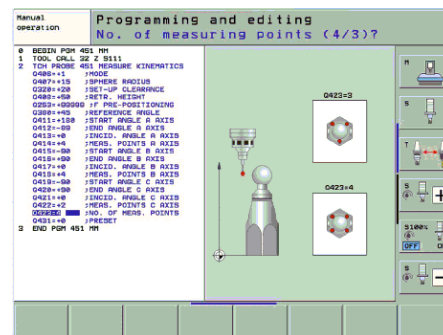 Manual operation
Programming and editing
No. of measuring points (4/3)?
0 BEGIN PGM 451 MM
1 TOOL CALL 32 Z S111
2 TCH PROBE 451 MEASURE KINEMATICS
Q406=+1 ;MODE
Q407=+15 ;SPHERE RADIUS
Q320=+20 ;SET-UP CLEARANCE
Q408=+50 ;RETR. HEIGHT
Q253=+99999 ;F PRE-POSITIONING
Q380=+45 ;REFERENCE ANGLE
Q411=+180 ;START ANGLE A AXIS
Q412=-89 ;END ANGLE A AXIS
Q413=+0 ;INCID. ANGLE A AXIS
Q414=+4 ;MEAS. POINTS A AXIS
Q415=-90 ;START ANGLE B AXIS
Q416=+90 ;END ANGLE B AXIS
Q417=+0 ;INCID. ANGLE B AXIS
Q418=+4 ;MEAS. POINTS B AXIS
Q419=-90 ;START ANGLE C AXIS
Q420=+90 ;END ANGLE C AXIS
Q421=+0 ;INCID. ANGLE C AXIS
Q422=+2 ;MEAS. POINTS C AXIS
Q423=4 ;NO. OF MEAS. POINTS
Q431=+0 ;PRESET
3 END PGM 451 MM
Q423=3
Q423=4
M
S
T
S
S100%
OFF
S